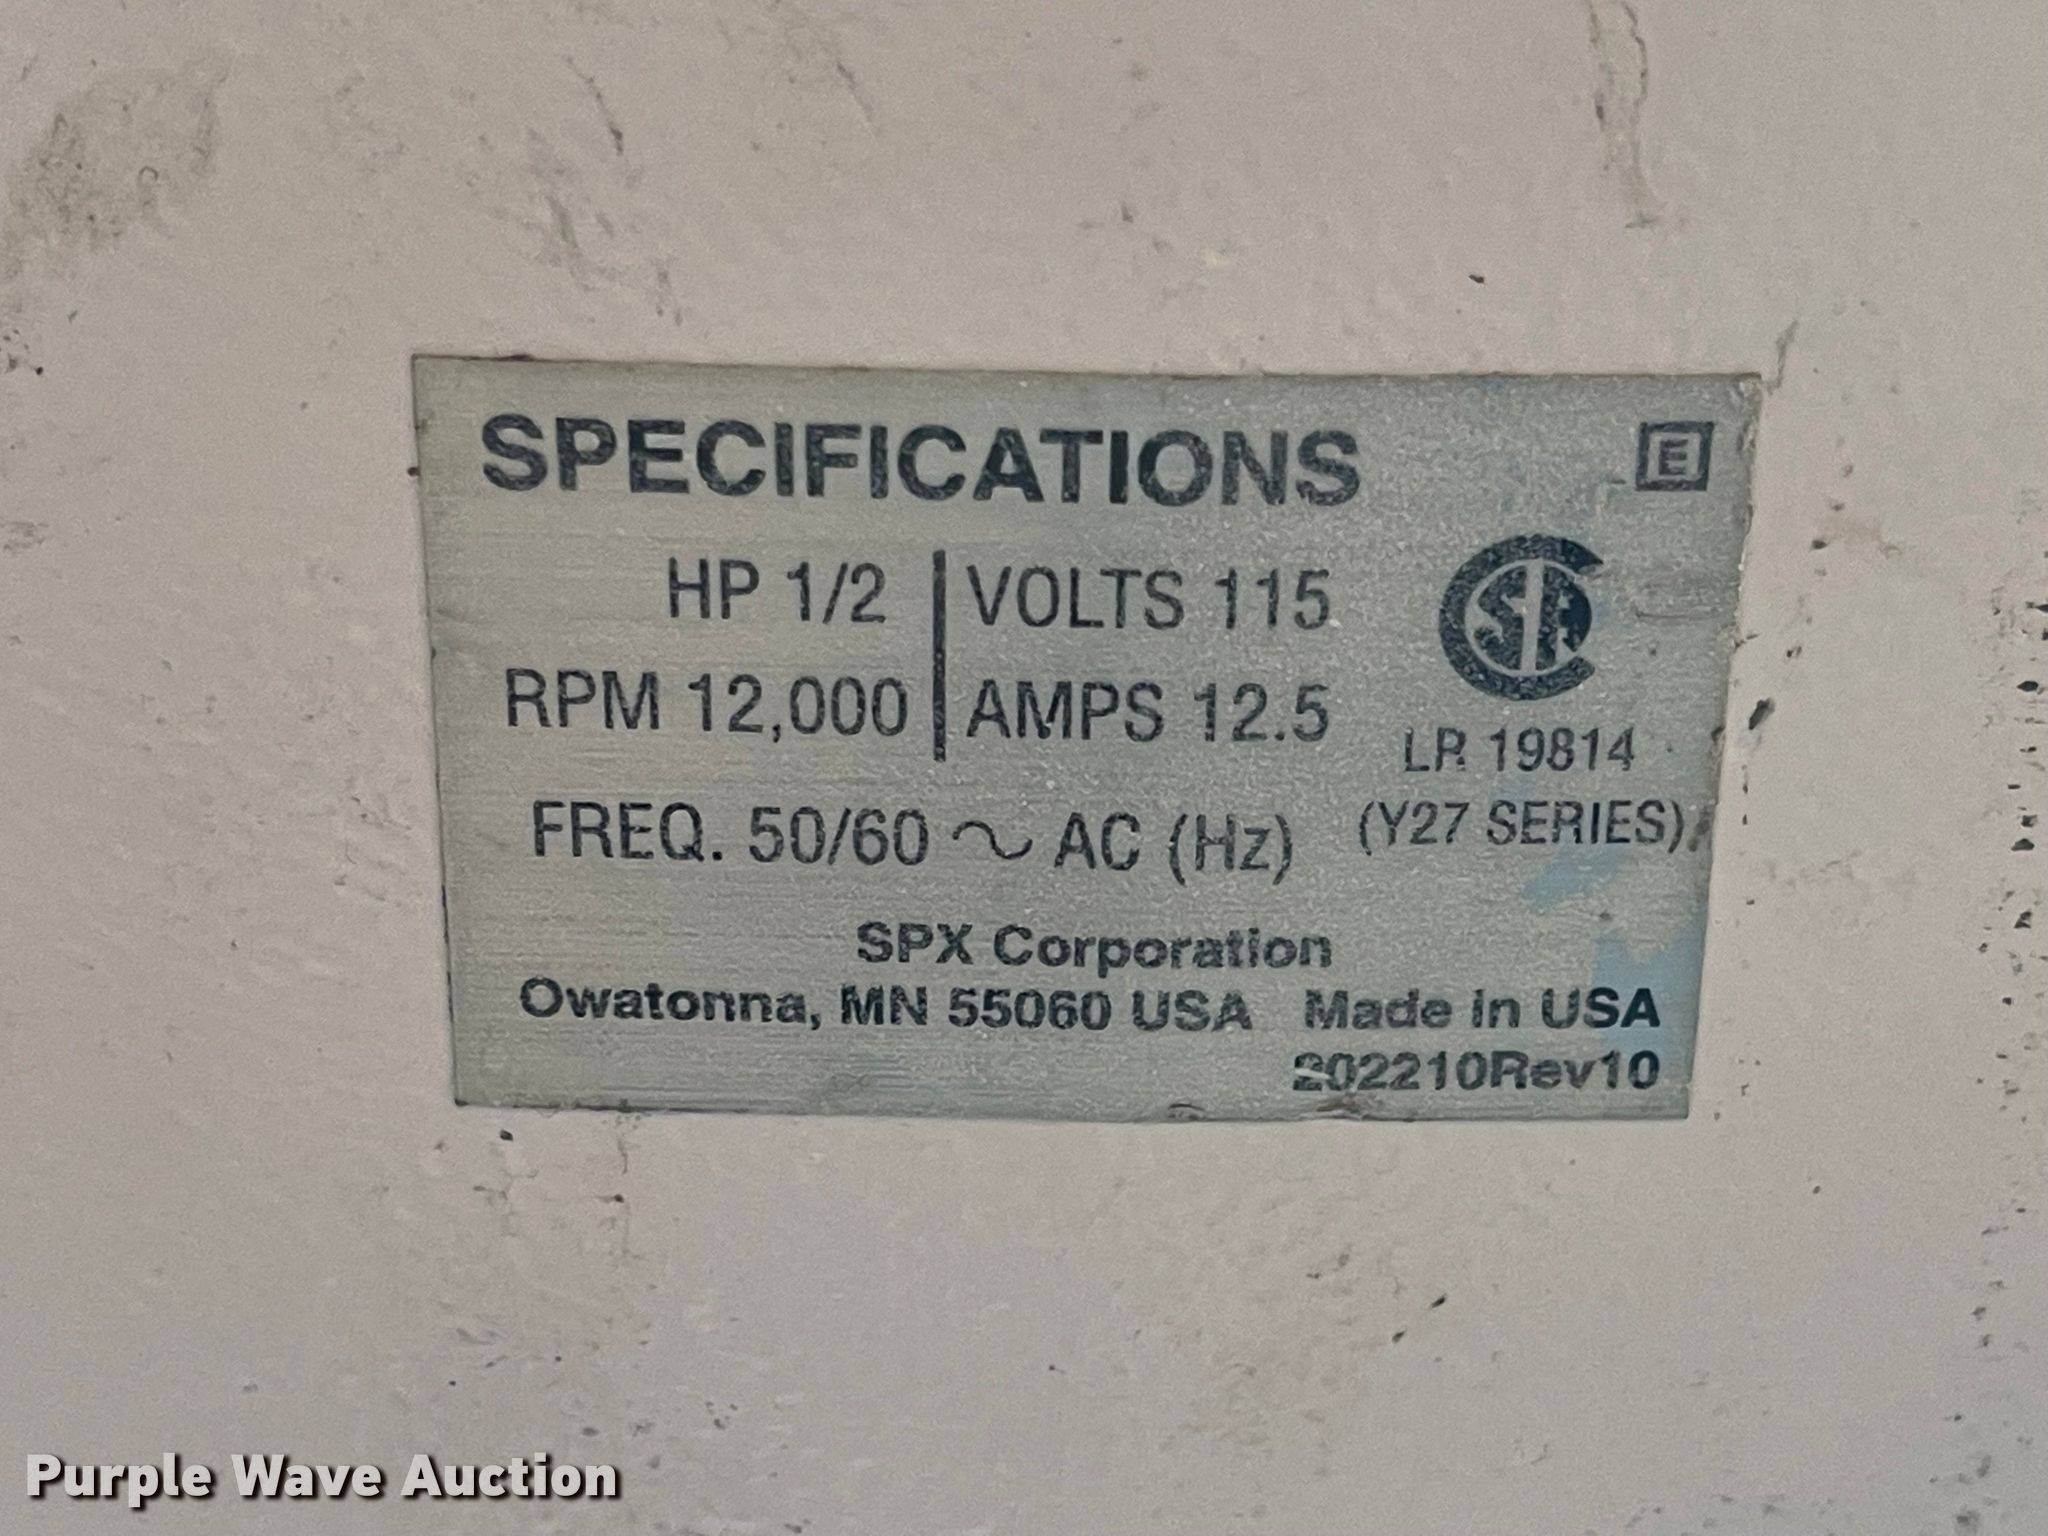 SPECIFICATIONS
E
HP 1/2
VOLTS 115
RPM 12,000
AMPS 12.5
LR 19814
FREQ. 50/60 ~ AC (Hz)
(Y27 SERIES)
SPX Corporation
Owatonna, MN 55060 USA Made in USA
202210Rev10
Purple Wave Auction